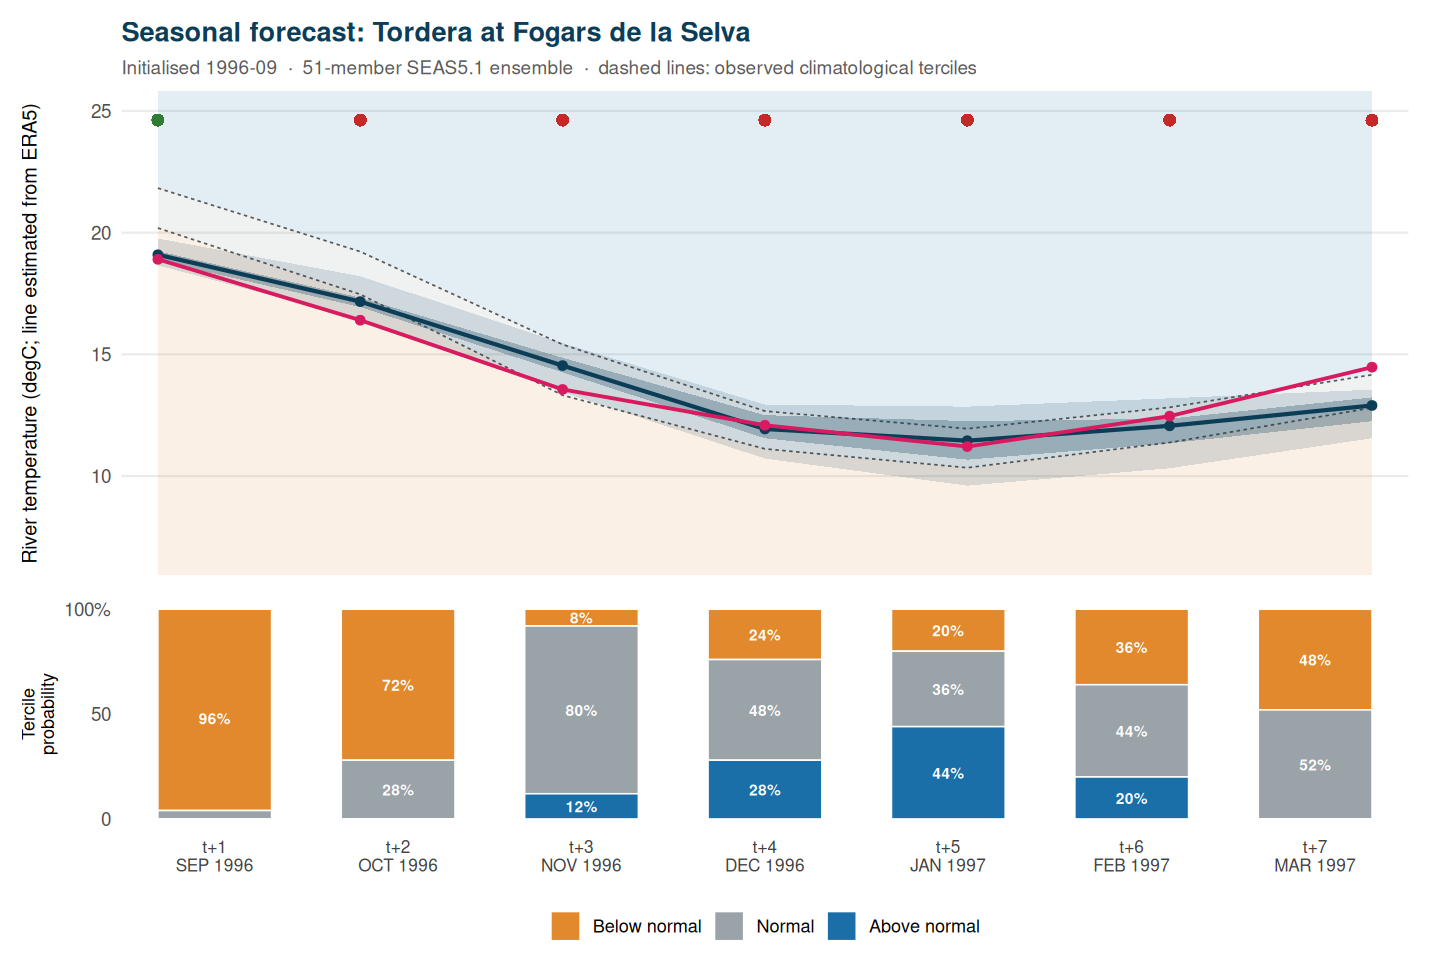 Seasonal forecast: Tordera at Fogars de la Selva
Initialised 1996-09 · 51-member SEAS5.1 ensemble · dashed lines: observed climatological terciles
River temperature (degC; line estimated from ERA5)
25
20
15
10
Tercile
probability
100%
50
0
96%
72%
28%
8%
80%
12%
24%
48%
28%
20%
36%
44%
36%
44%
20%
48%
52%
t+1
SEP 1996
t+2
OCT 1996
t+3
NOV 1996
t+4
DEC 1996
t+5
JAN 1997
t+6
FEB 1997
t+7
MAR 1997
Below normal
Normal
Above normal